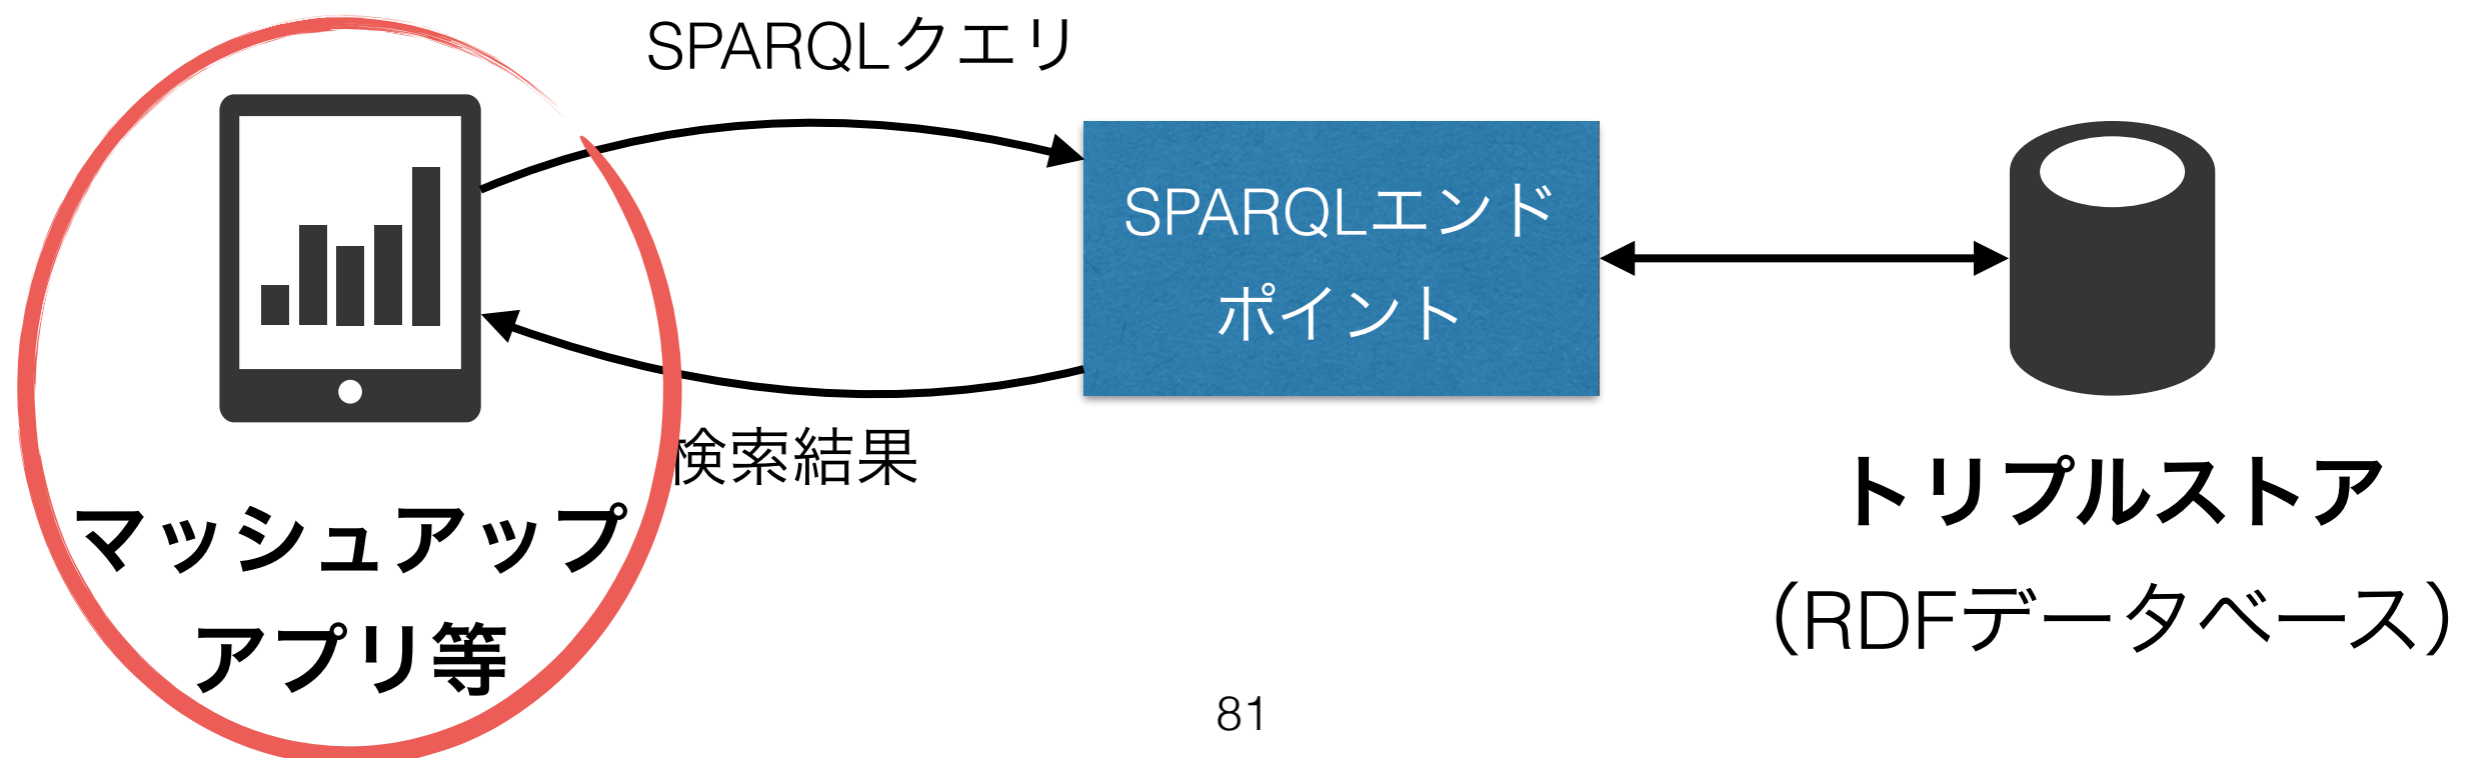 SPARQLクエリ
SPARQLエンド
ポイント
検索結果
マッシュアップ
アプリ等
トリプルストア
（RDFデータベース）
81